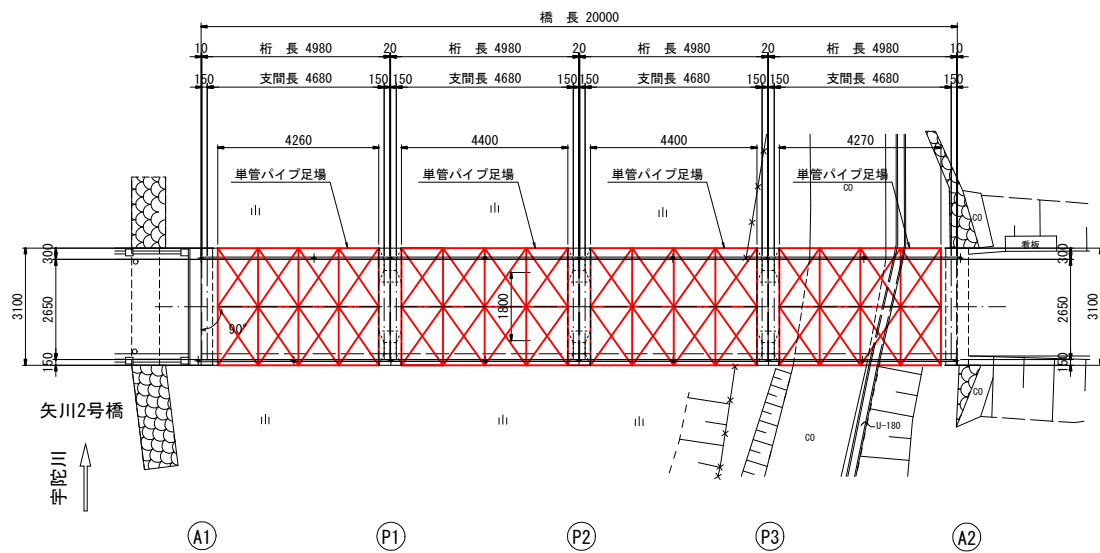 橋 長 20000
10 桁 長 4980 20 桁 長 4980 20 桁 長 4980 20 桁 長 4980 10
150 支間長 4680 150 150 支間長 4680 150 150 支間長 4680 150 150 支間長 4680 150
4260 4400 4400 4270
単管パイプ足場 単管パイプ足場 単管パイプ足場 単管パイプ足場
CO
CO
看板
300 300
3100 2650 1800 2650 3100
90°
150 150
CO
矢川2号橋
U-180
CO
宇陀川
A1 P1 P2 P3 A2